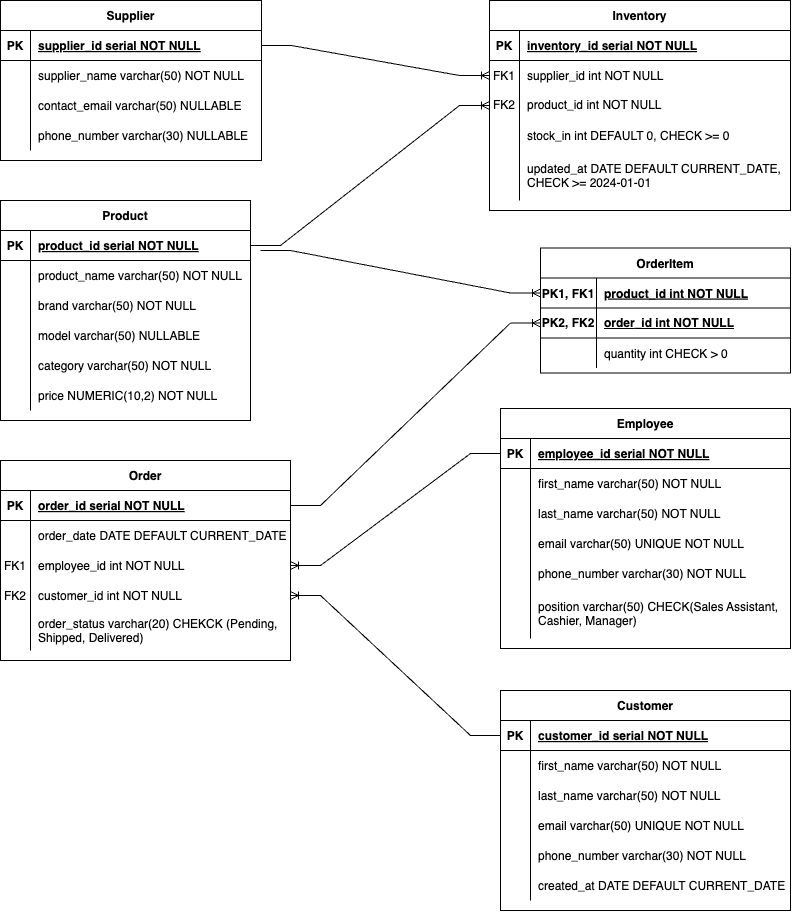 Supplier
PK supplier_id serial NOT NULL
supplier_name varchar(50) NOT NULL
contact_email varchar(50) NULLABLE
phone_number varchar(30) NULLABLE
Inventory
PK inventory_id serial NOT NULL
FK1 supplier_id int NOT NULL
FK2 product_id int NOT NULL
stock_in int DEFAULT 0, CHECK >= 0
updated_at DATE DEFAULT CURRENT_DATE,
CHECK >= 2024-01-01
Product
PK product_id serial NOT NULL
product_name varchar(50) NOT NULL
brand varchar(50) NOT NULL
model varchar(50) NULLABLE
category varchar(50) NOT NULL
price NUMERIC(10,2) NOT NULL
OrderItem
PK1, FK1 product_id int NOT NULL
PK2, FK2 order_id int NOT NULL
quantity int CHECK > 0
Order
PK order_id serial NOT NULL
order_date DATE DEFAULT CURRENT_DATE
FK1 employee_id int NOT NULL
FK2 customer_id int NOT NULL
order_status varchar(20) CHEKCK (Pending,
Shipped, Delivered)
Employee
PK employee_id serial NOT NULL
first_name varchar(50) NOT NULL
last_name varchar(50) NOT NULL
email varchar(50) UNIQUE NOT NULL
phone_number varchar(30) NOT NULL
position varchar(50) CHECK(Sales Assistant,
Cashier, Manager)
Customer
PK customer_id serial NOT NULL
first_name varchar(50) NOT NULL
last_name varchar(50) NOT NULL
email varchar(50) UNIQUE NOT NULL
phone_number varchar(30) NOT NULL
created_at DATE DEFAULT CURRENT_DATE